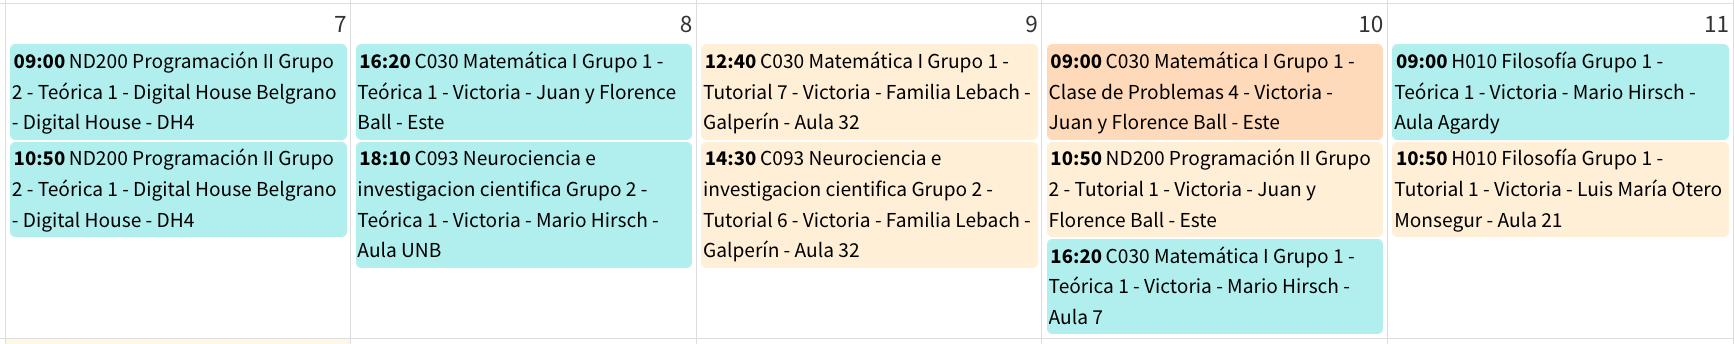 7
09:00 ND200 Programación II Grupo
2 - Teórica 1 - Digital House Belgrano
- Digital House - DH4
10:50 ND200 Programación II Grupo
2 - Teórica 1 - Digital House Belgrano
- Digital House - DH4
8
16:20 C030 Matemática I Grupo 1 -
Teórica 1 - Victoria - Juan y Florence
Ball - Este
18:10 C093 Neurociencia e
investigacion cientifica Grupo 2 -
Teórica 1 - Victoria - Mario Hirsch -
Aula UNB
9
12:40 C030 Matemática I Grupo 1 -
Tutorial 7 - Victoria - Familia Lebach -
Galperín - Aula 32
14:30 C093 Neurociencia e
investigacion cientifica Grupo 2 -
Tutorial 6 - Victoria - Familia Lebach -
Galperín - Aula 32
10
09:00 C030 Matemática I Grupo 1 -
Clase de Problemas 4 - Victoria -
Juan y Florence Ball - Este
10:50 ND200 Programación II Grupo
2 - Tutorial 1 - Victoria - Juan y
Florence Ball - Este
16:20 C030 Matemática I Grupo 1 -
Teórica 1 - Victoria - Mario Hirsch -
Aula 7
11
09:00 H010 Filosofía Grupo 1 -
Teórica 1 - Victoria - Mario Hirsch -
Aula Agardy
10:50 H010 Filosofía Grupo 1 -
Tutorial 1 - Victoria - Luis María Otero
Monsegur - Aula 21